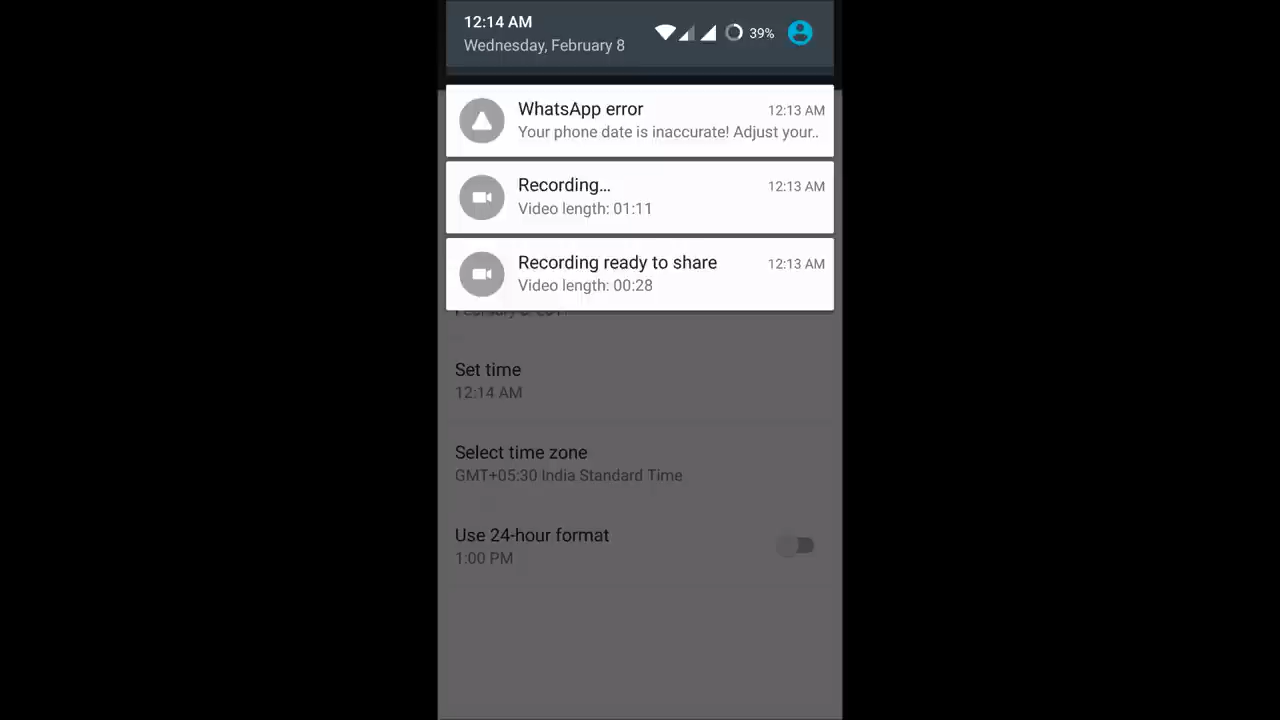 12:14 AM
39%
Wednesday, February 8
WhatsApp error
12:13 AM
Your phone date is inaccurate! Adjust your..
Recording...
12:13 AM
Video length: 01:11
Recording ready to share
12:13 AM
Video length: 00:28
Set time
12:14 AM
Select time zone
GMT+05:30 India Standard Time
Use 24-hour format
1:00 PM